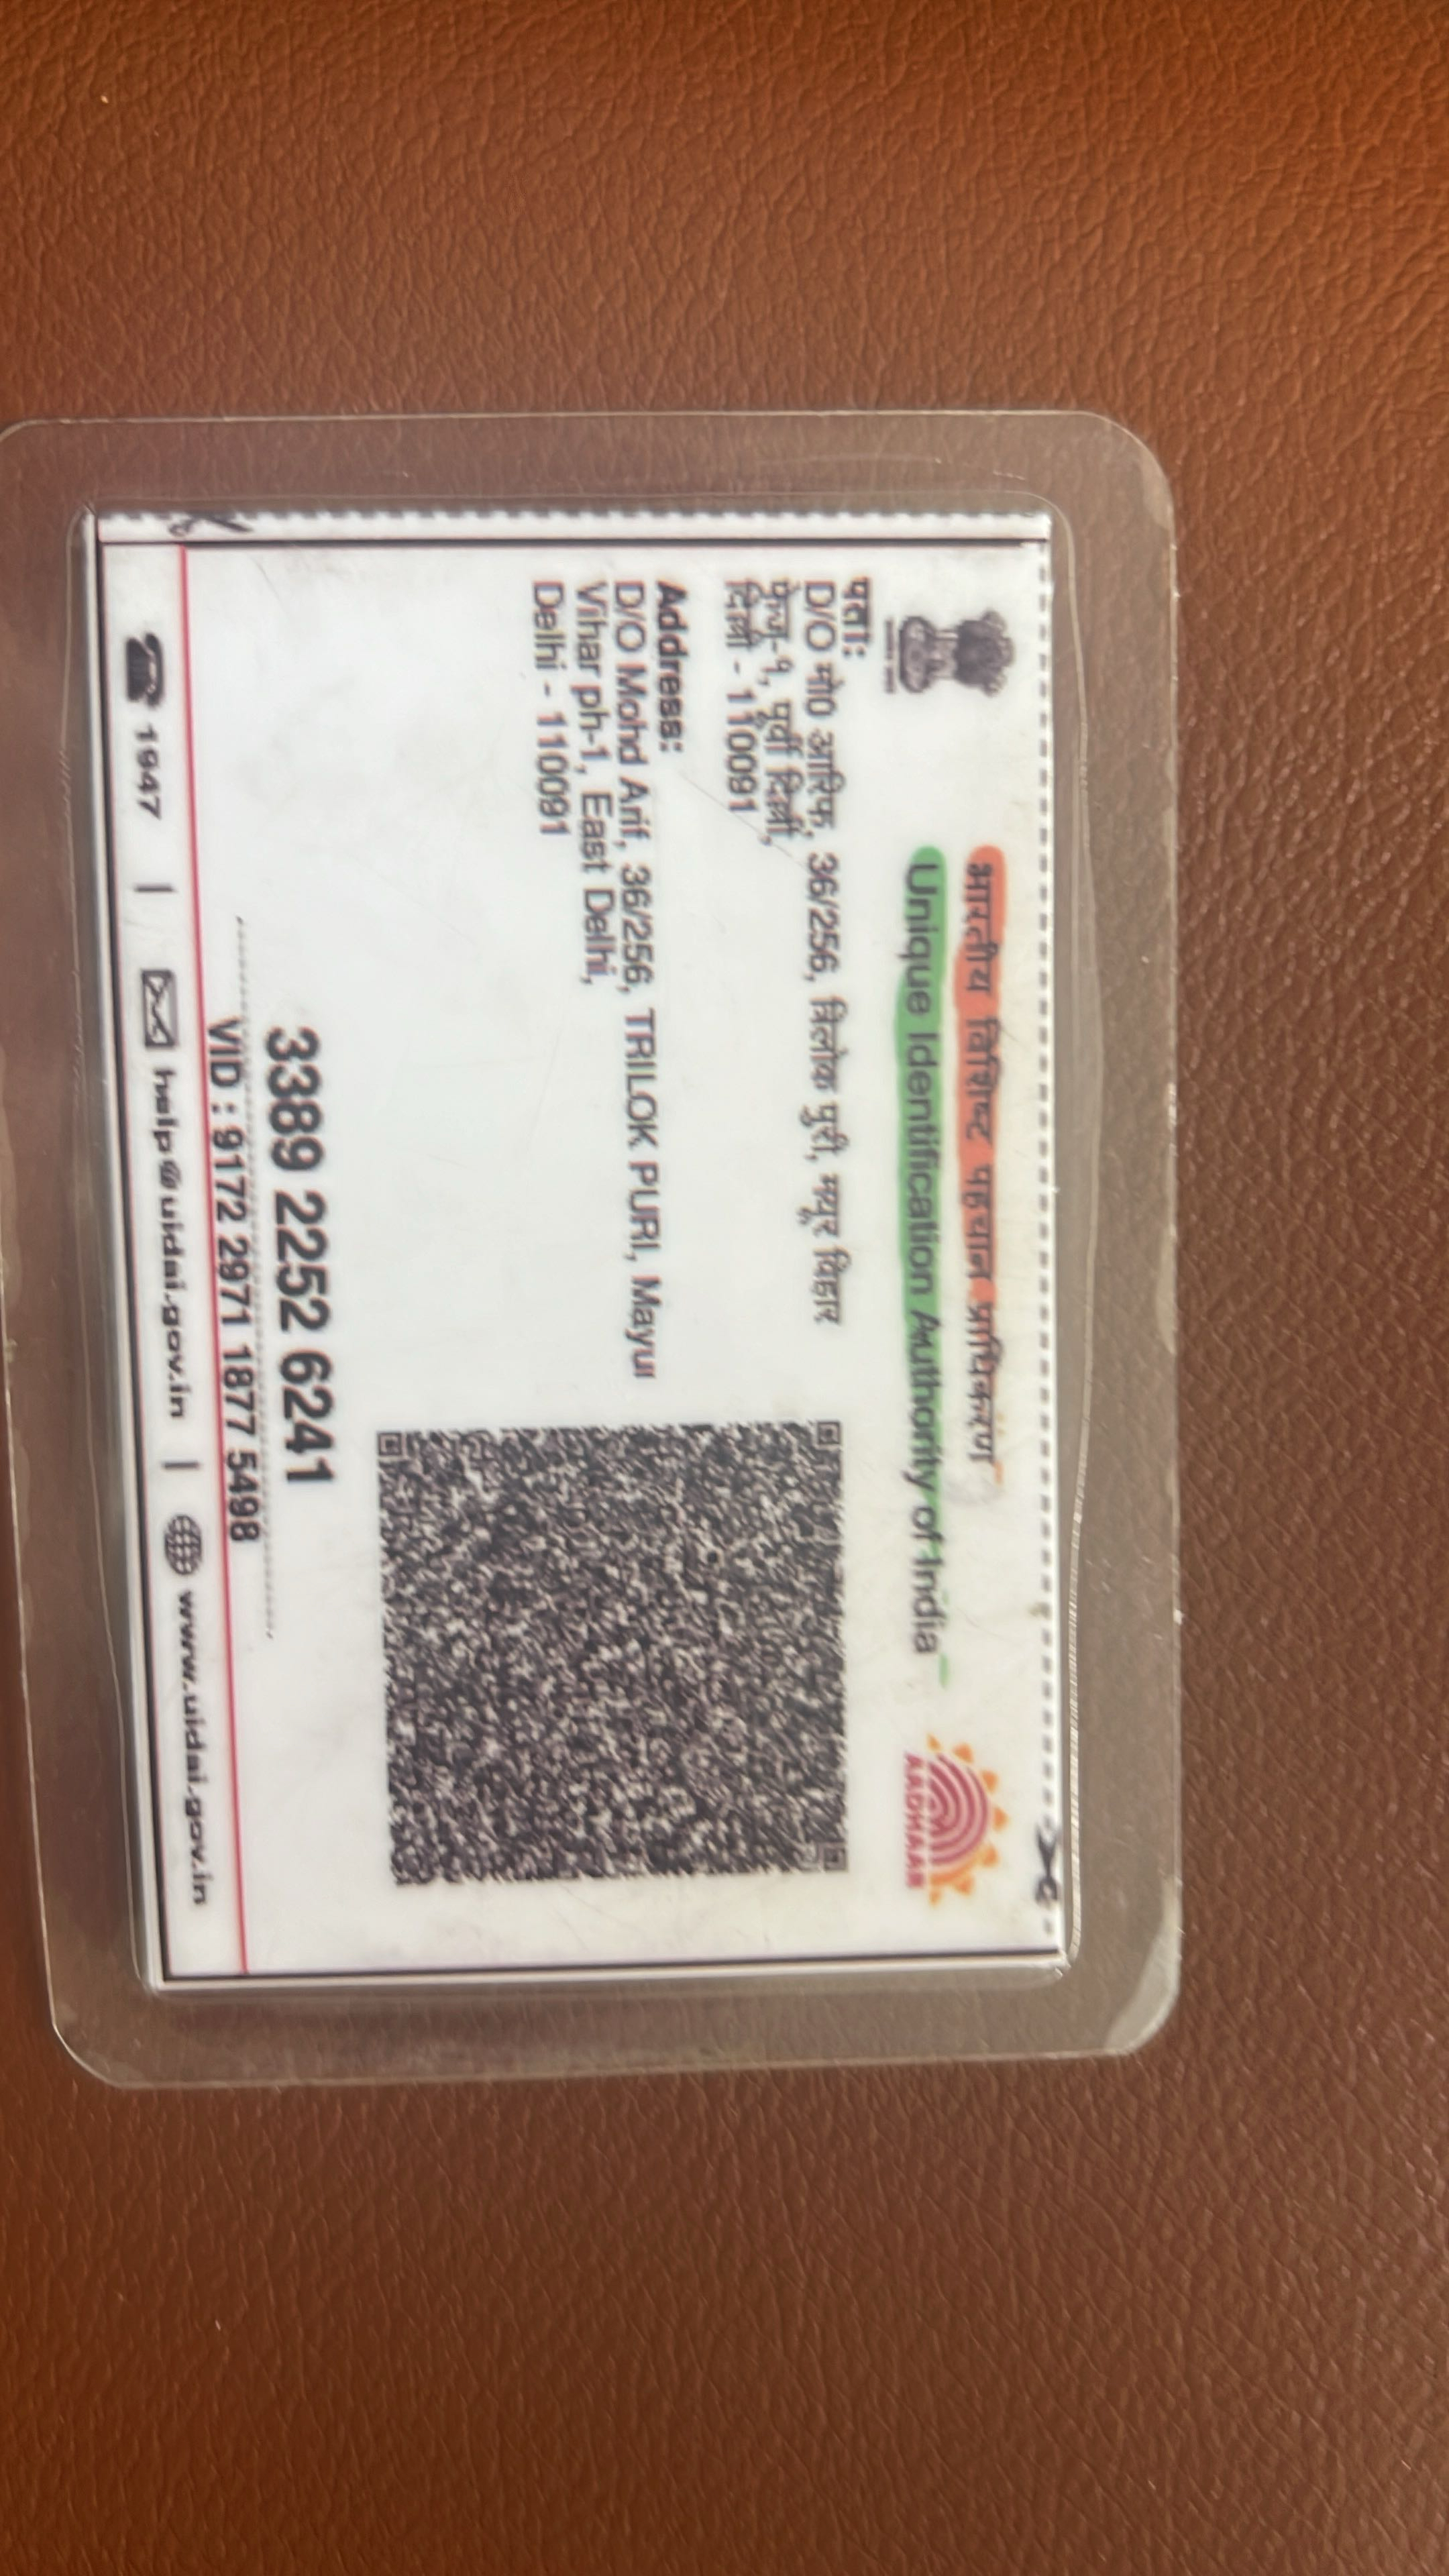 भारतीय विशिष्ट पहचान प्राधिकरण
Unique Identification Authority of India
AADHAAR
पता:
D/O मो0 आरिफ, 36/256, त्रिलोक पुरी, मयूर विहार
फेज-१, पूर्वी दिल्ली,
दिल्ली - 110091
Address:
D/O Mohd Arif, 36/256, TRILOK PURI, Mayur
Vihar ph-1, East Delhi,
Delhi - 110091
3389 2252 6241
VID : 9172 2971 1877 5498
1947 | help@uidai.gov.in | www.uidai.gov.in